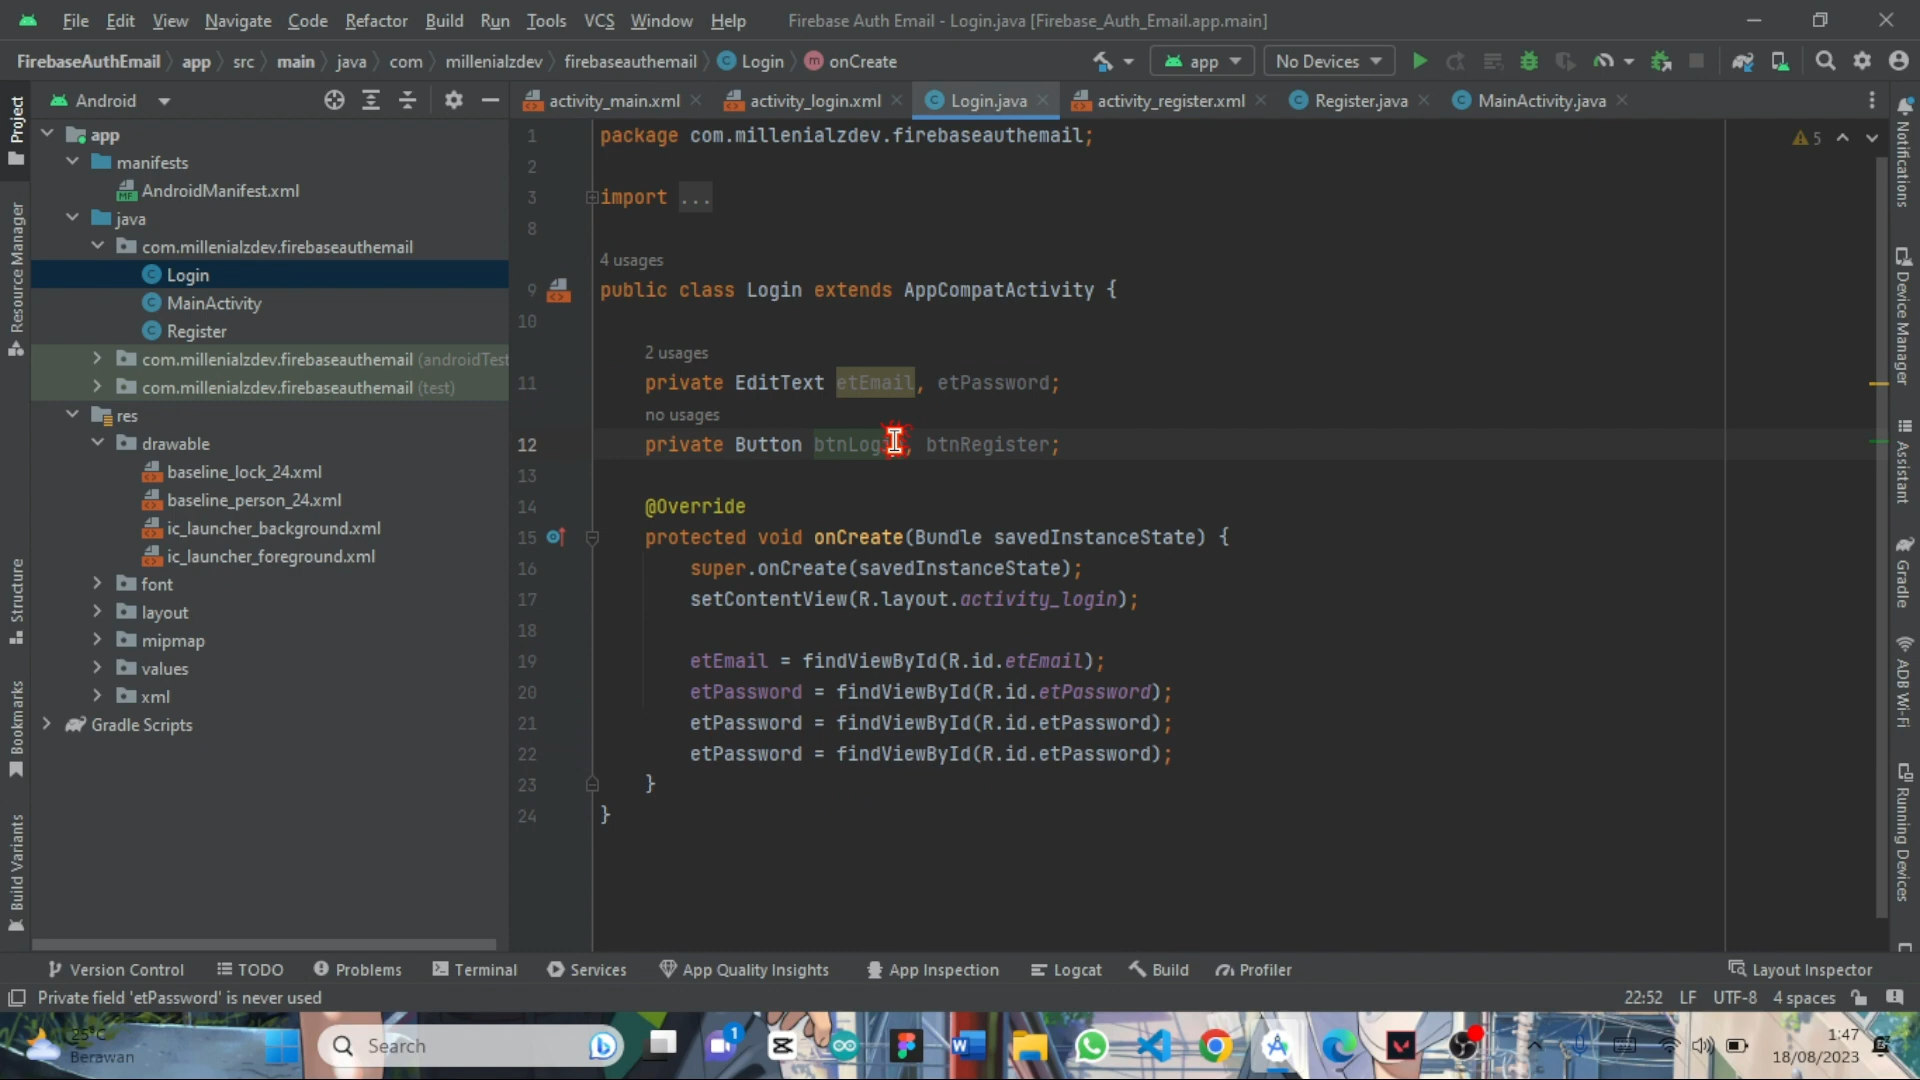 File Edit View Navigate Code Refactor Build Run Tools VCS Window Help Firebase Auth Email - Login.java [Firebase_Auth_Email.app.main]
FirebaseAuthEmail app src main java com millenialzdev firebaseauthemail Login onCreate app No Devices
Android
activity_main.xml activity_login.xml Login.java activity_register.xml Register.java MainActivity.java
Project
Resource Manager
Structure
Bookmarks
Build Variants
app
manifests
AndroidManifest.xml
java
com.millenialzdev.firebaseauthemail
Login
MainActivity
Register
com.millenialzdev.firebaseauthemail (androidTest
com.millenialzdev.firebaseauthemail (test)
res
drawable
baseline_lock_24.xml
baseline_person_24.xml
ic_launcher_background.xml
ic_launcher_foreground.xml
font
layout
mipmap
values
xml
Gradle Scripts
5
1 package com.millenialzdev.firebaseauthemail;
2
3 import ...
8
4 usages
9 public class Login extends AppCompatActivity {
10
2 usages
11 private EditText etEmail, etPassword;
no usages
12 private Button btnLog, btnRegister;
13
14 @Override
15 protected void onCreate(Bundle savedInstanceState) {
16 super.onCreate(savedInstanceState);
17 setContentView(R.layout.activity_login);
18
19 etEmail = findViewById(R.id.etEmail);
20 etPassword = findViewById(R.id.etPassword);
21 etPassword = findViewById(R.id.etPassword);
22 etPassword = findViewById(R.id.etPassword);
23 }
24 }
Notifications
Device Manager
Assistant
Gradle
ADB Wi-Fi
Running Devices
Version Control TODO Problems Terminal Services App Quality Insights App Inspection Logcat Build Profiler Layout Inspector
Private field 'etPassword' is never used 22:52 LF UTF-8 4 spaces
25°C
Berawan
Search
1
1:47
18/08/2023